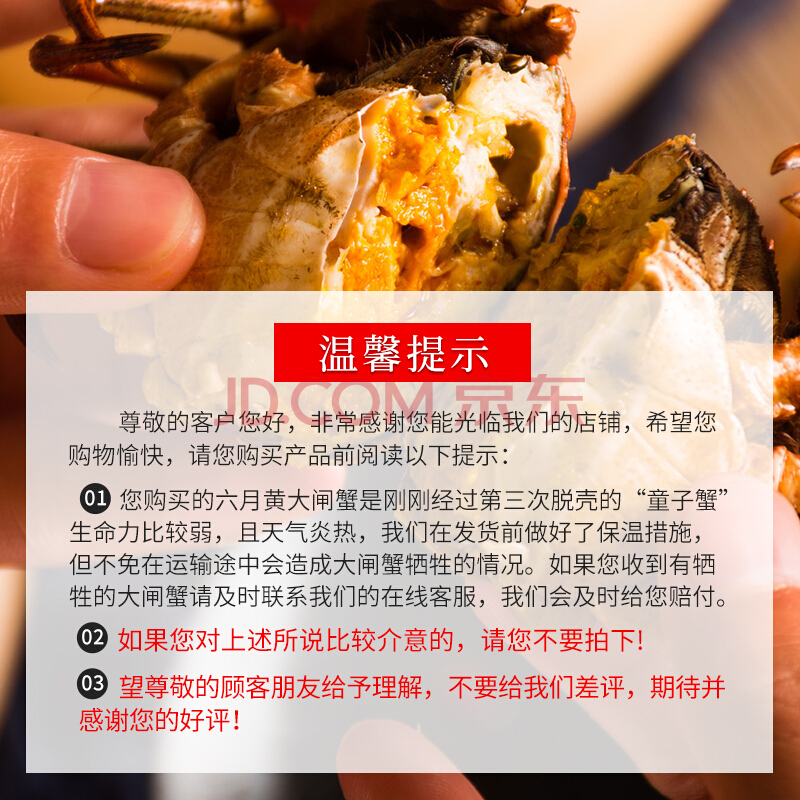 温馨提示
JD.COM 京东
尊敬的客户您好，非常感谢您能光临我们的店铺，希望您
购物愉快，请您购买产品前阅读以下提示：
01 您购买的六月黄大闸蟹是刚刚经过第三次脱壳的“童子蟹”
生命力比较弱，且天气炎热，我们在发货前做好了保温措施，
但不免在运输途中会造成大闸蟹牺牲的情况。如果您收到有牺
牲的大闸蟹请及时联系我们的在线客服，我们会及时给您赔付。
02 如果您对上述所说比较介意的，请您不要拍下！
03 望尊敬的顾客朋友给予理解，不要给我们差评，期待并
感谢您的好评！